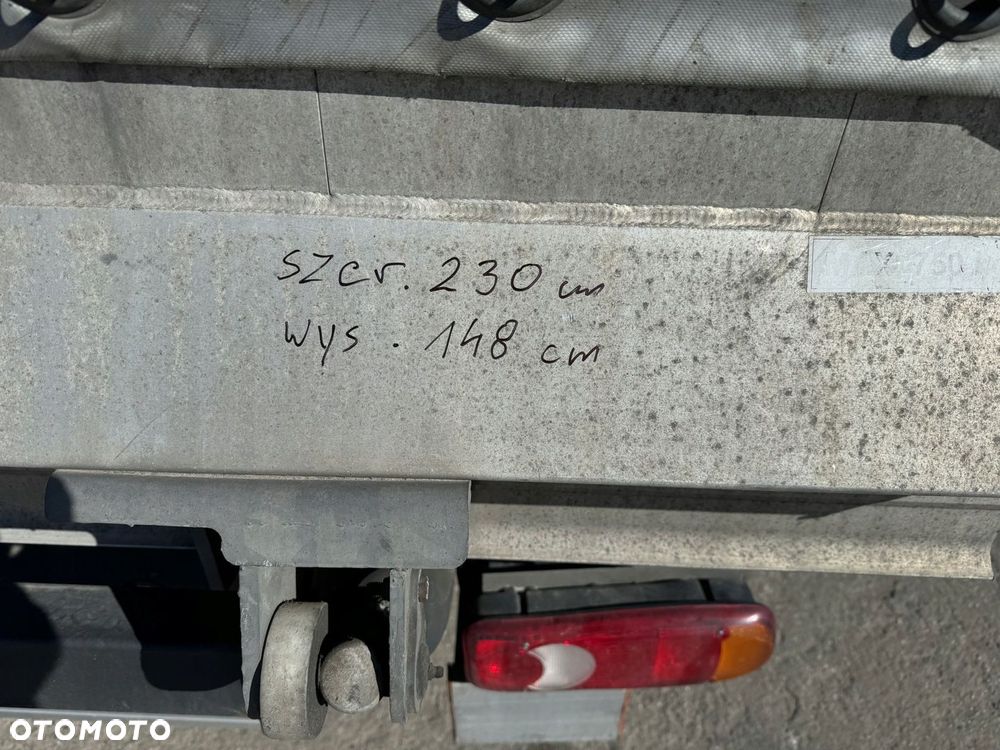 szer. 230 cm
wys. 148 cm
OTOMOTO